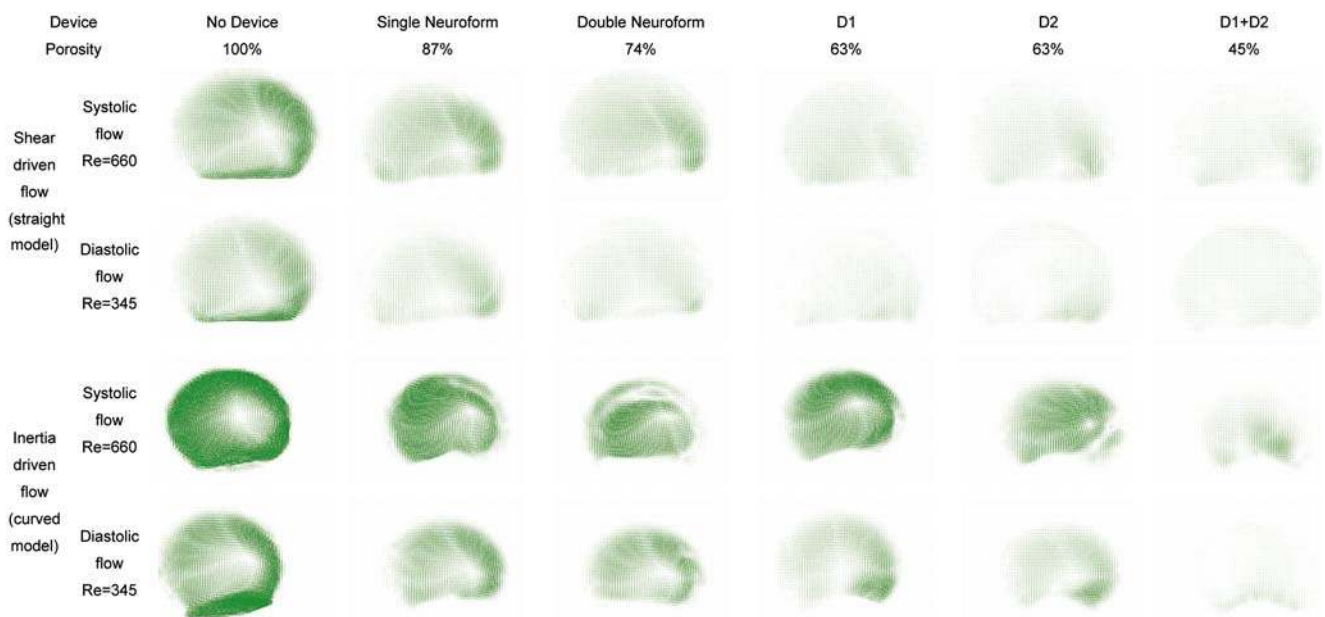 Device No Device Single Neuroform Double Neuroform D1 D2 D1+D2
Porosity 100% 87% 74% 63% 63% 45%
Shear
driven
flow
(straight
model)
Systolic
flow
Re=660
Diastolic
flow
Re=345
Inertia
driven
flow
(curved
model)
Systolic
flow
Re=660
Diastolic
flow
Re=345